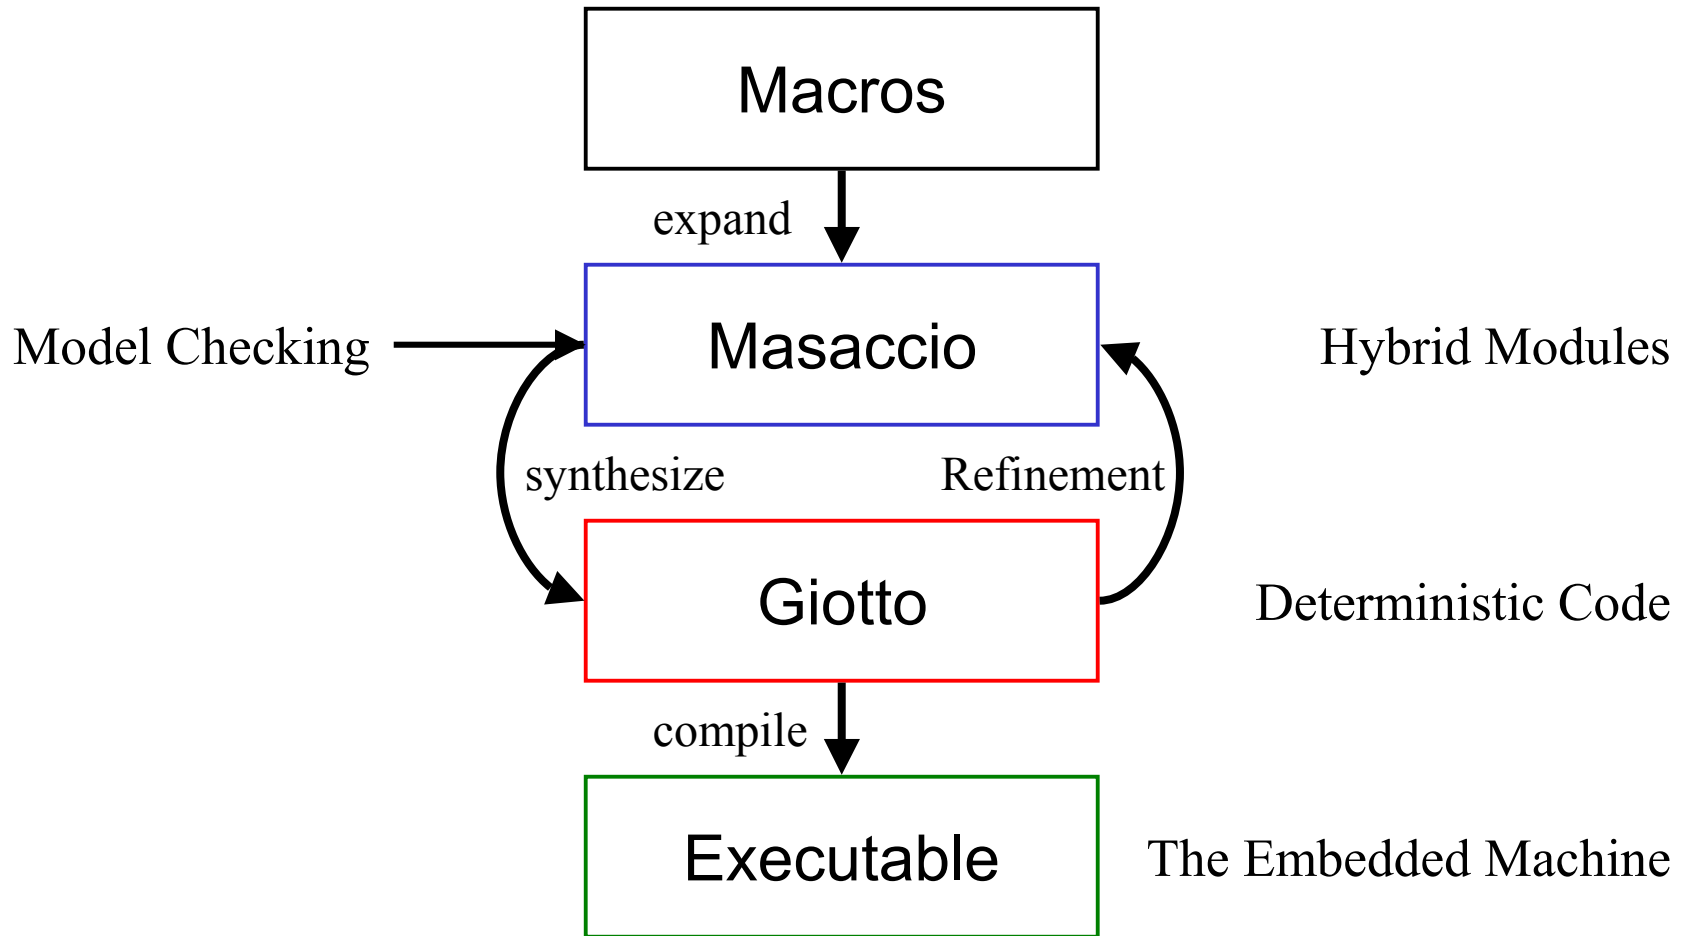 Macros
expand
Model Checking
Masaccio
Hybrid Modules
synthesize
Refinement
Giotto
Deterministic Code
compile
Executable
The Embedded Machine